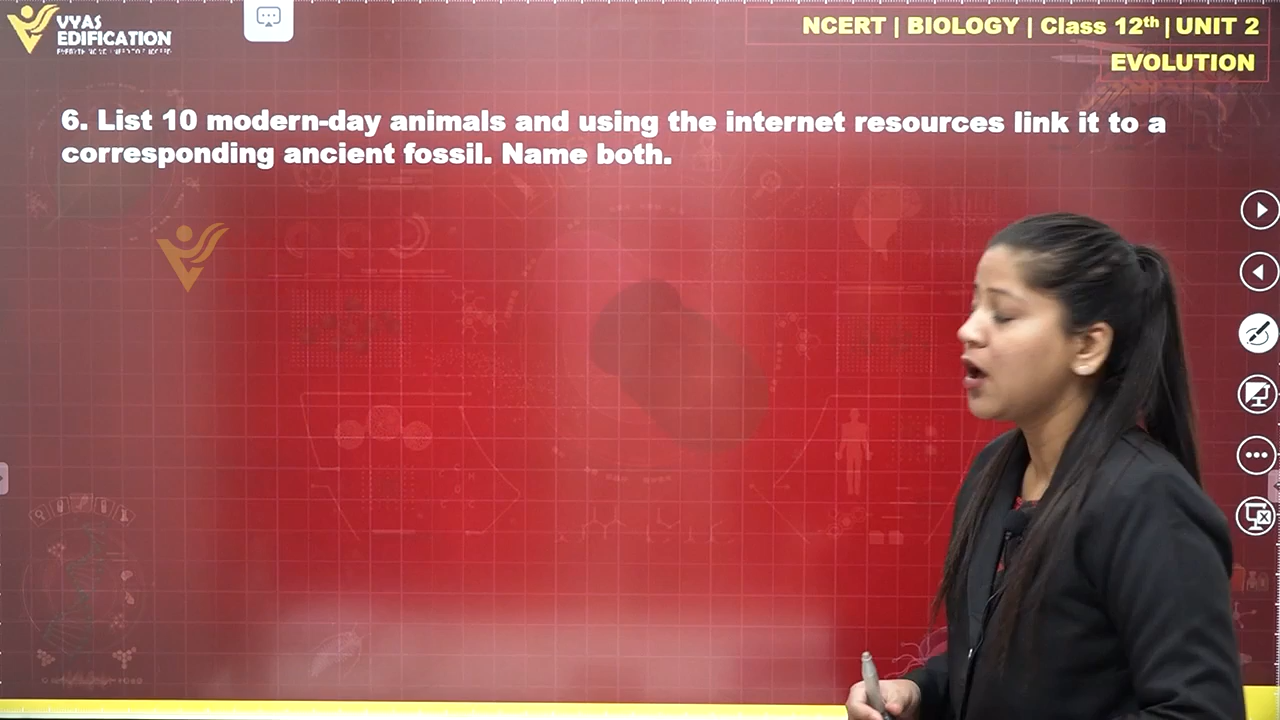 VYAS
EDIFICATION
NCERT | BIOLOGY | Class 12th | UNIT 2
EVOLUTION
6. List 10 modern-day animals and using the internet resources link it to a
corresponding ancient fossil. Name both.